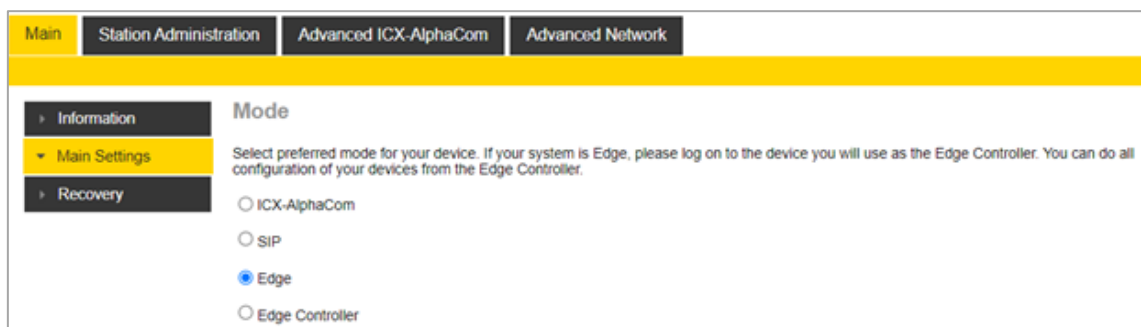 Main
Station Administration
Advanced ICX-AlphaCom
Advanced Network
Information
Main Settings
Recovery
Mode
Select preferred mode for your device. If your system is Edge, please log on to the device you will use as the Edge Controller. You can do all
configuration of your devices from the Edge Controller.
ICX-AlphaCom
SIP
Edge
Edge Controller